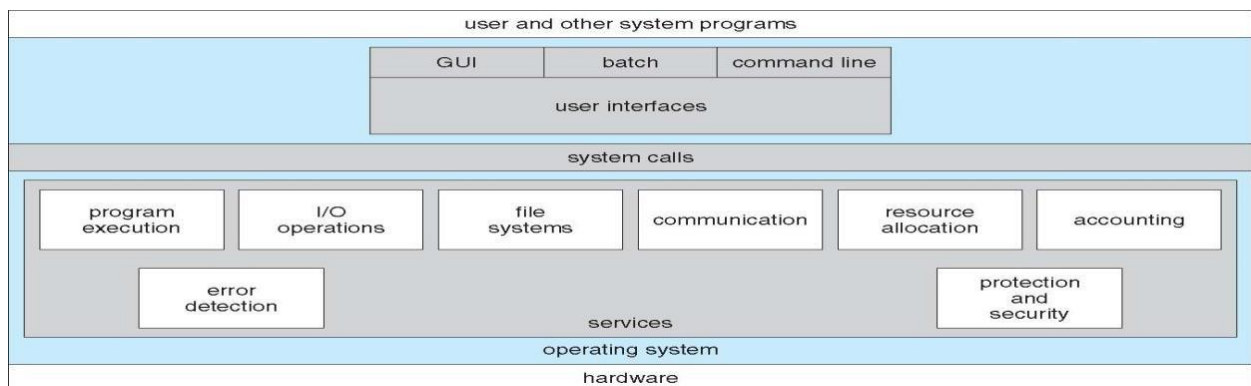 user and other system programs
GUI
batch
command line
user interfaces
system calls
program
execution
I/O
operations
file
systems
communication
resource
allocation
accounting
error
detection
protection
and
security
services
operating system
hardware